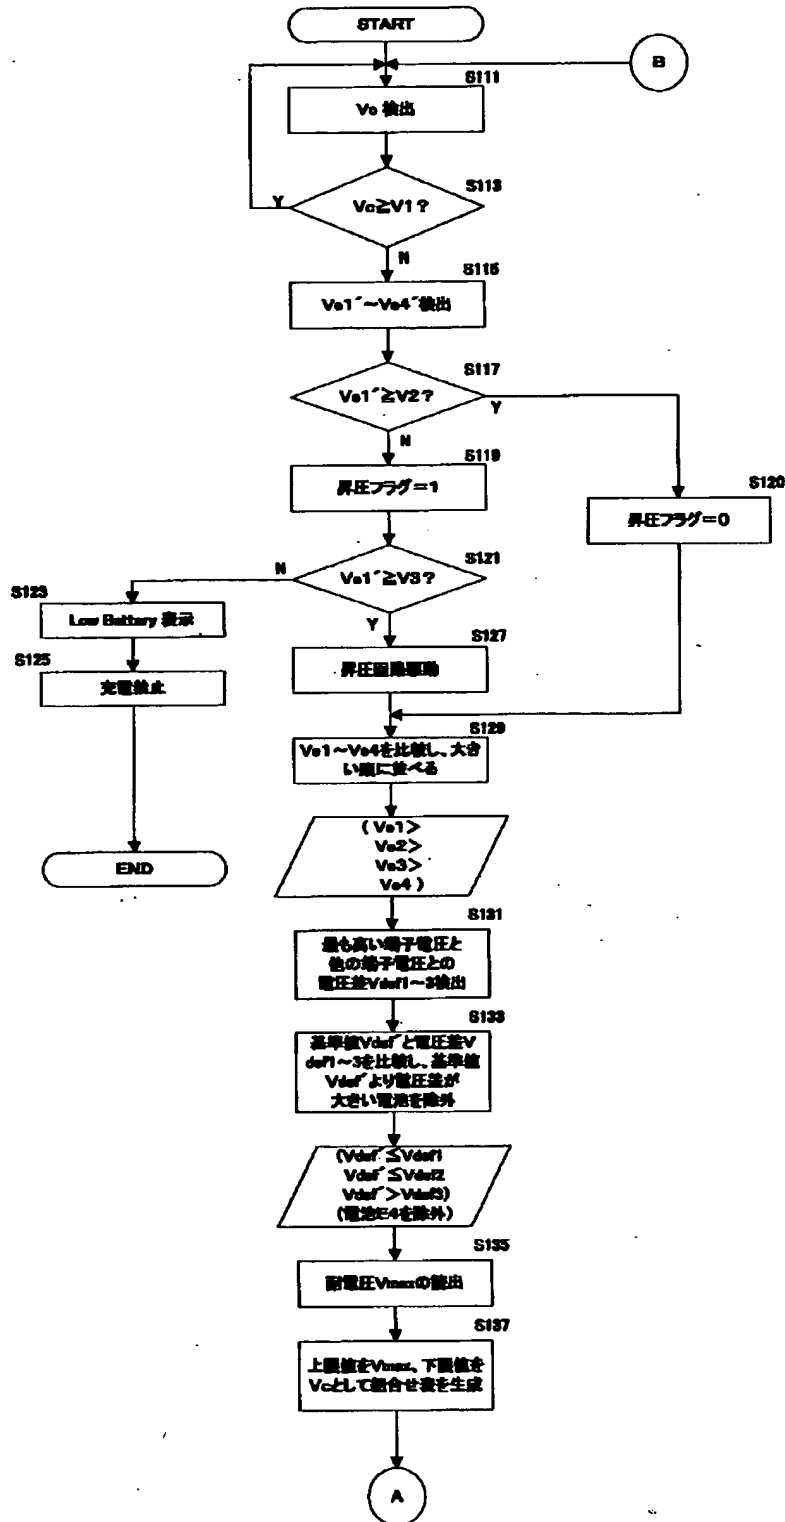 START
B
S111
Vc 検出
S113
Vc≧V1？
Y
N
S115
Ve1´～Ve4´検出
S117
Ve1´≧V2？
Y
N
S119
昇圧フラグ＝1
S120
昇圧フラグ＝0
S121
Ve1´≧V3？
N
Y
S123
Low Battery 表示
S125
充電禁止
END
S127
昇圧回路駆動
S129
Ve1～Ve4を比較し、大き
い順に並べる
( Ve1＞
Ve2＞
Ve3＞
Ve4 )
S131
最も高い端子電圧と
他の端子電圧との
電圧差Vdef1～3検出
S133
基準値Vdef´と電圧差V
def1～3を比較し、基準値
Vdef´より電圧差が
大きい電池を除外
(Vdef´≦Vdef1
Vdef´≦Vdef2
Vdef´＞Vdef3)
(電池E4を除外)
S135
耐電圧Vmaxの検出
S137
上限値をVmax、下限値を
Vcとして組合せ表を生成
A